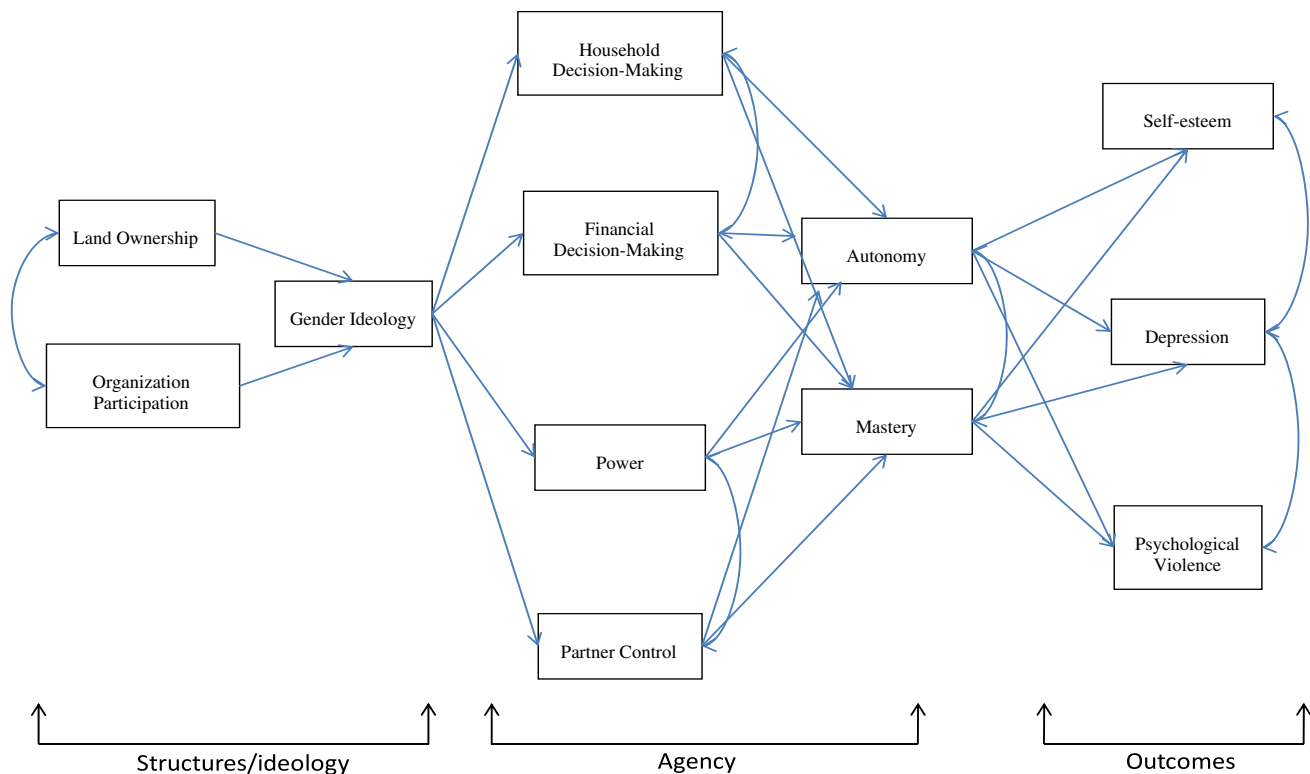 Household
Decision-Making
Self-esteem
Land Ownership
Financial
Decision-Making
Autonomy
Gender Ideology
Depression
Organization
Participation
Mastery
Power
Psychological
Violence
Partner Control
Structures/ideology
Agency
Outcomes